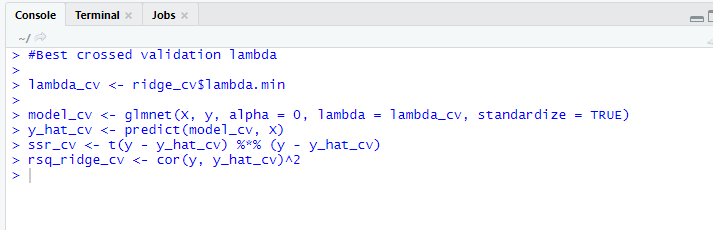 Console Terminal Jobs
~/
> #Best crossed validation lambda
>
> lambda_cv <- ridge_cv$lambda.min
>
> model_cv <- glmnet(X, y, alpha = 0, lambda = lambda_cv, standardize = TRUE)
> y_hat_cv <- predict(model_cv, X)
> ssr_cv <- t(y - y_hat_cv) %*% (y - y_hat_cv)
> rsq_ridge_cv <- cor(y, y_hat_cv)^2
>